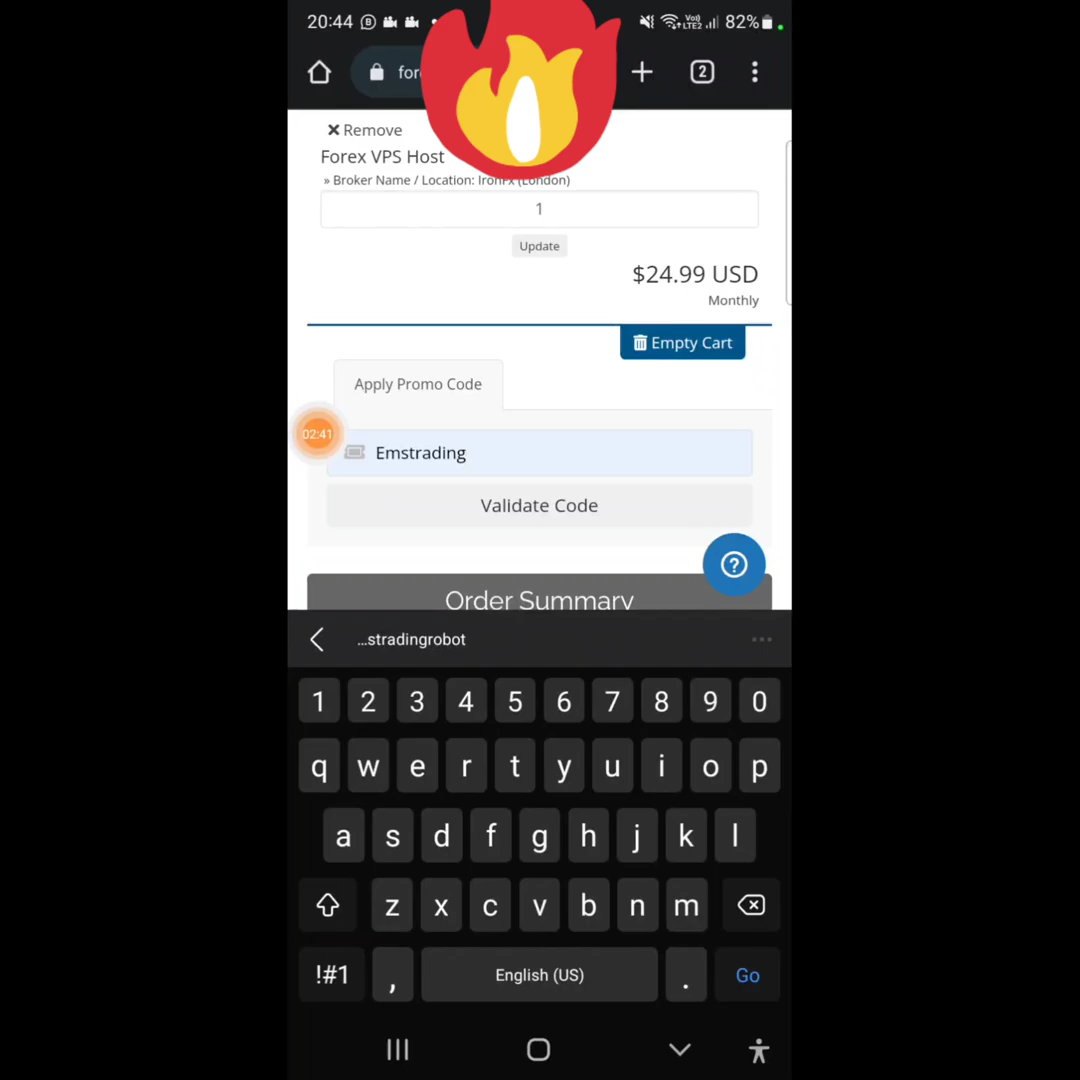 20:44
Vo))
LTE2
82%
for
2
Remove
Forex VPS Host
» Broker Name / Location: IronFx (London)
1
Update
$24.99 USD
Monthly
Empty Cart
Apply Promo Code
02:41
Emstrading
Validate Code
?
Order Summary
...stradingrobot
1 2 3 4 5 6 7 8 9 0
q w e r t y u i o p
a s d f g h j k l
z x c v b n m
!#1 , English (US) . Go